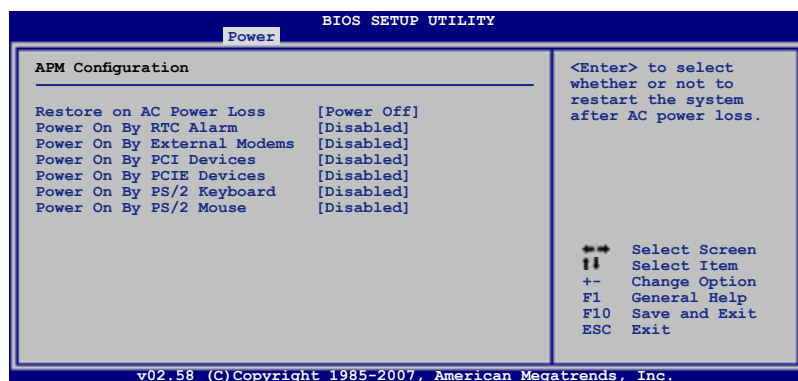 BIOS SETUP UTILITY
Power
APM Configuration
Restore on AC Power Loss [Power Off]
Power On By RTC Alarm [Disabled]
Power On By External Modems [Disabled]
Power On By PCI Devices [Disabled]
Power On By PCIE Devices [Disabled]
Power On By PS/2 Keyboard [Disabled]
Power On By PS/2 Mouse [Disabled]
<Enter> to select
whether or not to
restart the system
after AC power loss.
Select Screen
Select Item
+- Change Option
F1 General Help
F10 Save and Exit
ESC Exit
v02.58 (C)Copyright 1985-2007, American Megatrends, Inc.